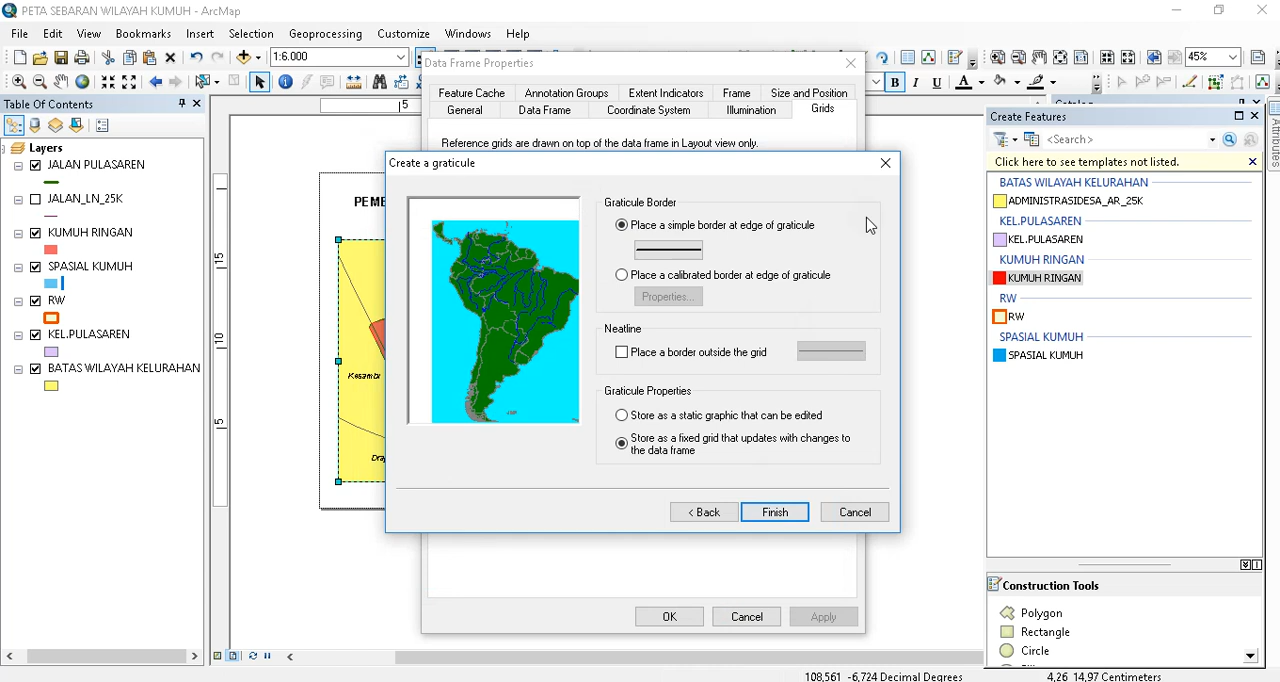 PETA SEBARAN WILAYAH KUMUH - ArcMap
File Edit View Bookmarks Insert Selection Geoprocessing Customize Windows Help
1:6.000
45%
B I U A
Table Of Contents
Layers
JALAN PULASAREN
JALAN_LN_25K
KUMUH RINGAN
SPASIAL KUMUH
RW
KEL.PULASAREN
BATAS WILAYAH KELURAHAN
5
15
10
5
PEME
Kesambi
Draj
Data Frame Properties
Feature Cache
notation Groups
Extent Indicators
Frame
Size and Position
General
Data Frame
Coordinate System
Illumination
Grids
Reference grids are drawn on top of the data frame in Layout view only.
Create a graticule
Graticule Border
Place a simple border at edge of graticule
Place a calibrated border at edge of graticule
Properties...
Neatline
Place a border outside the grid
Graticule Properties
Store as a static graphic that can be edited
Store as a fixed grid that updates with changes to
the data frame
< Back
Finish
Cancel
OK
Cancel
Apply
Create Features
<Search>
Click here to see templates not listed.
BATAS WILAYAH KELURAHAN
ADMINISTRASIDESA_AR_25K
KEL.PULASAREN
KEL.PULASAREN
KUMUH RINGAN
KUMUH RINGAN
RW
RW
SPASIAL KUMUH
SPASIAL KUMUH
Construction Tools
Polygon
Rectangle
Circle
Attributes
108,561 -6,724 Decimal Degrees
4,26 14,97 Centimeters